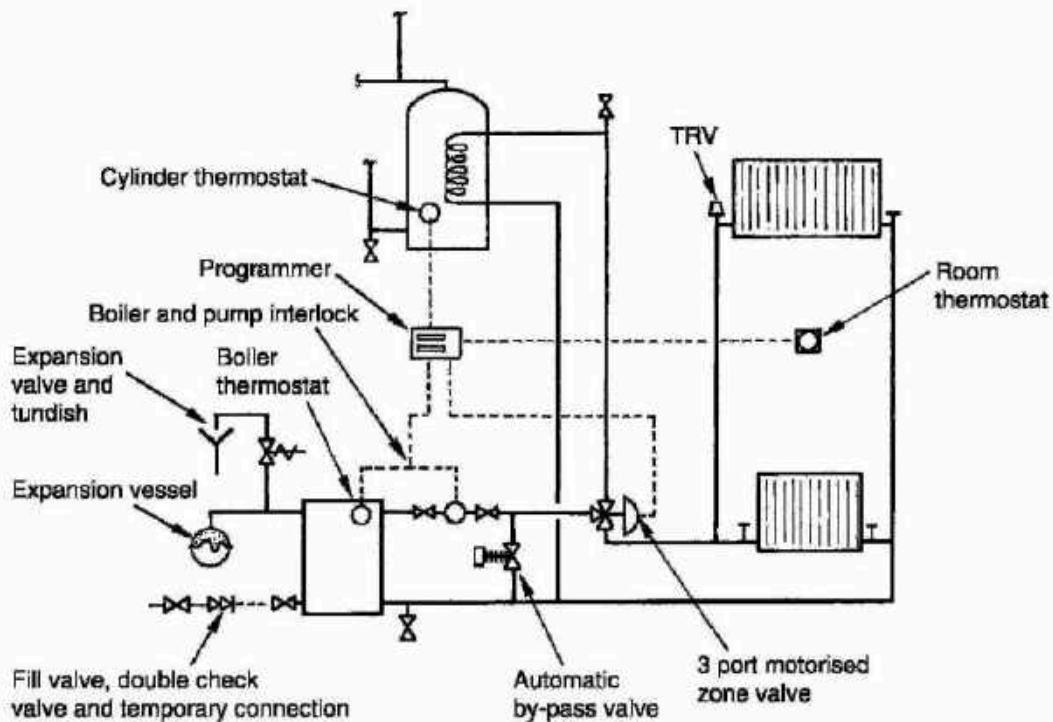 TRV
Cylinder thermostat
Programmer
Room
thermostat
Boiler and pump interlock
Expansion
valve and
tundish
Boiler
thermostat
Expansion vessel
Fill valve, double check
valve and temporary connection
Automatic
by-pass valve
3 port motorised
zone valve